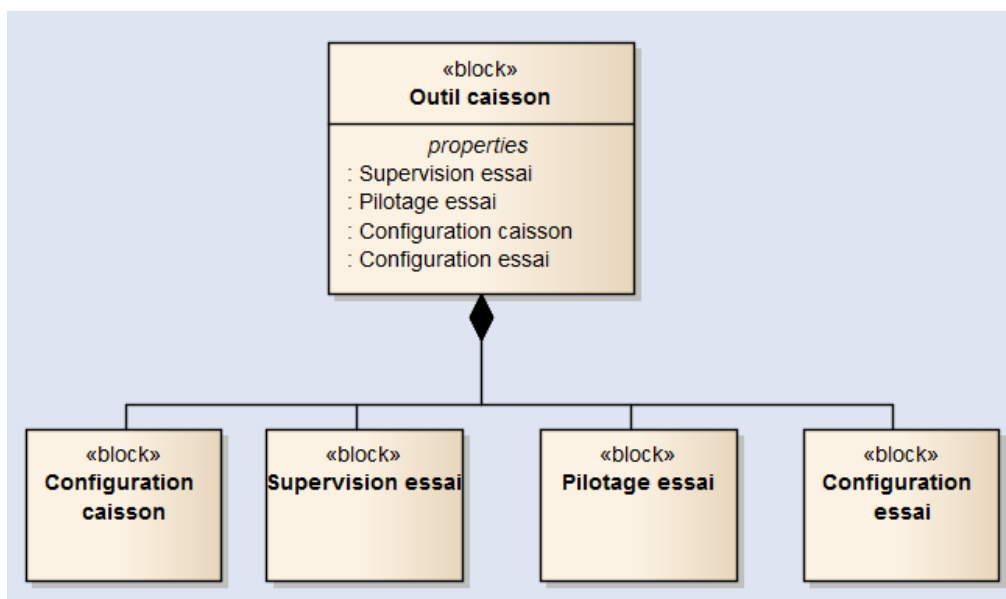 «block»
Outil caisson
properties
: Supervision essai
: Pilotage essai
: Configuration caisson
: Configuration essai
«block»
Configuration
caisson
«block»
Supervision essai
«block»
Pilotage essai
«block»
Configuration
essai